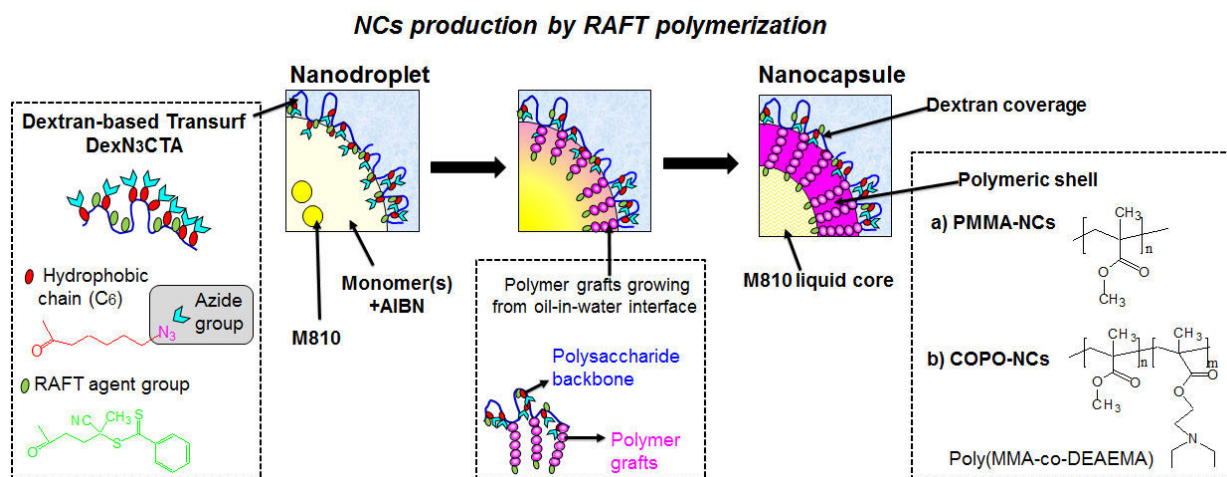 NCs production by RAFT polymerization
Nanodroplet
Nanocapsule
Dextran-based Transurf
DexN₃CTA
Hydrophobic
chain (C6)
Azide
group
N₃
O
RAFT agent group
NC
CH₃
S
S
O
M810
Monomer(s)
+AIBN
Polymer grafts growing
from oil-in-water interface
Polysaccharide
backbone
Polymer
grafts
Dextran coverage
Polymeric shell
M810 liquid core
a) PMMA-NCs
CH₃
n
O
O
CH₃
b) COPO-NCs
CH₃
CH₃
n
m
O
O
O
O
CH₃
N
Poly(MMA-co-DEAEMA)